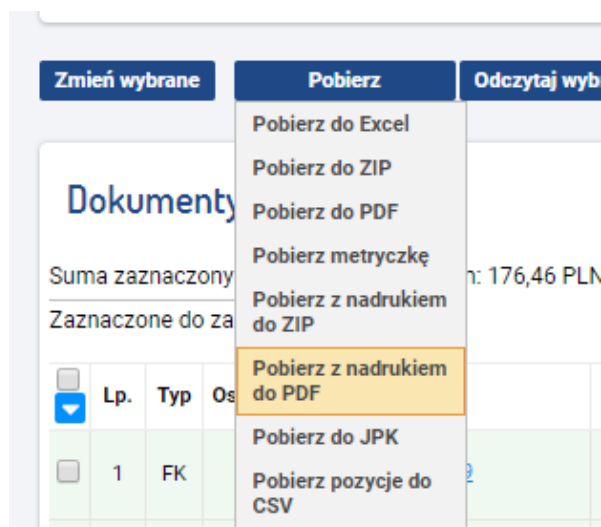 Zmień wybrane Pobierz Odczytaj wyb
Pobierz do Excel
Pobierz do ZIP
Dokumenty
Pobierz do PDF
Pobierz metryczkę
Suma zaznaczony n: 176,46 PLN
Pobierz z nadrukiem
do ZIP
Zaznaczone do za
Pobierz z nadrukiem
do PDF
Lp. Typ Os
Pobierz do JPK
1 FK 9
Pobierz pozycje do
CSV